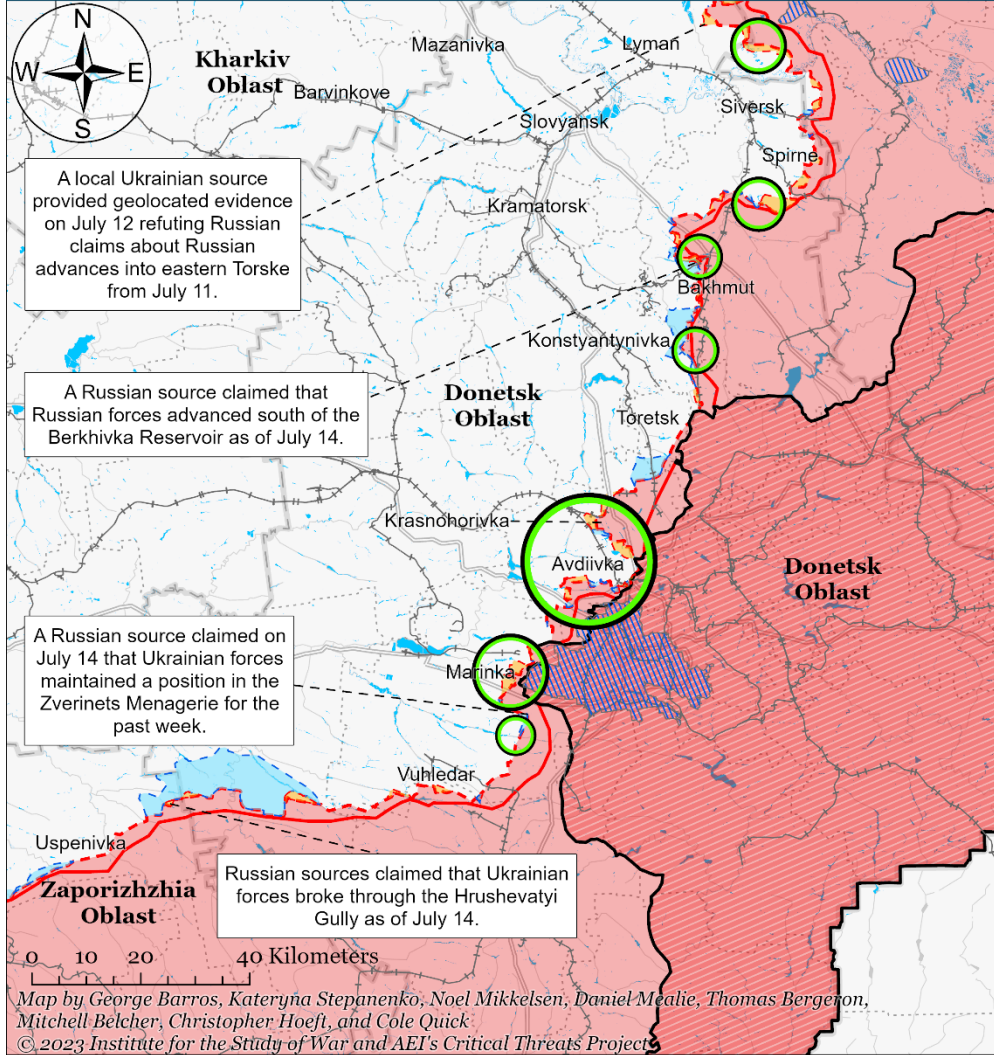 N
W
E
S
Mazanivka
Lyman
Kharkiv
Oblast
Barvinkove
Siversk
Slovyansk
Spirne
A local Ukrainian source
provided geolocated evidence
on July 12 refuting Russian
claims about Russian
advances into eastern Torske
from July 11.
Kramatorsk
Bakhmut
Konstyantynivka
A Russian source claimed that
Russian forces advanced south of the
Berkhivka Reservoir as of July 14.
Donetsk
Oblast
Toretsk
Krasnohorivka
Avdiivka
Donetsk
Oblast
A Russian source claimed on
July 14 that Ukrainian forces
maintained a position in the
Zverinets Menagerie for the
past week.
Marinka
Vuhledar
Uspenivka
Zaporizhzhia
Oblast
Russian sources claimed that Ukrainian
forces broke through the Hrushevatyi
Gully as of July 14.
0 10 20 40 Kilometers
Map by George Barros, Kateryna Stepanenko, Noel Mikkelsen, Daniel Mealie, Thomas Bergeron,
Mitchell Belcher, Christopher Hoeft, and Cole Quick
© 2023 Institute for the Study of War and AEI's Critical Threats Project